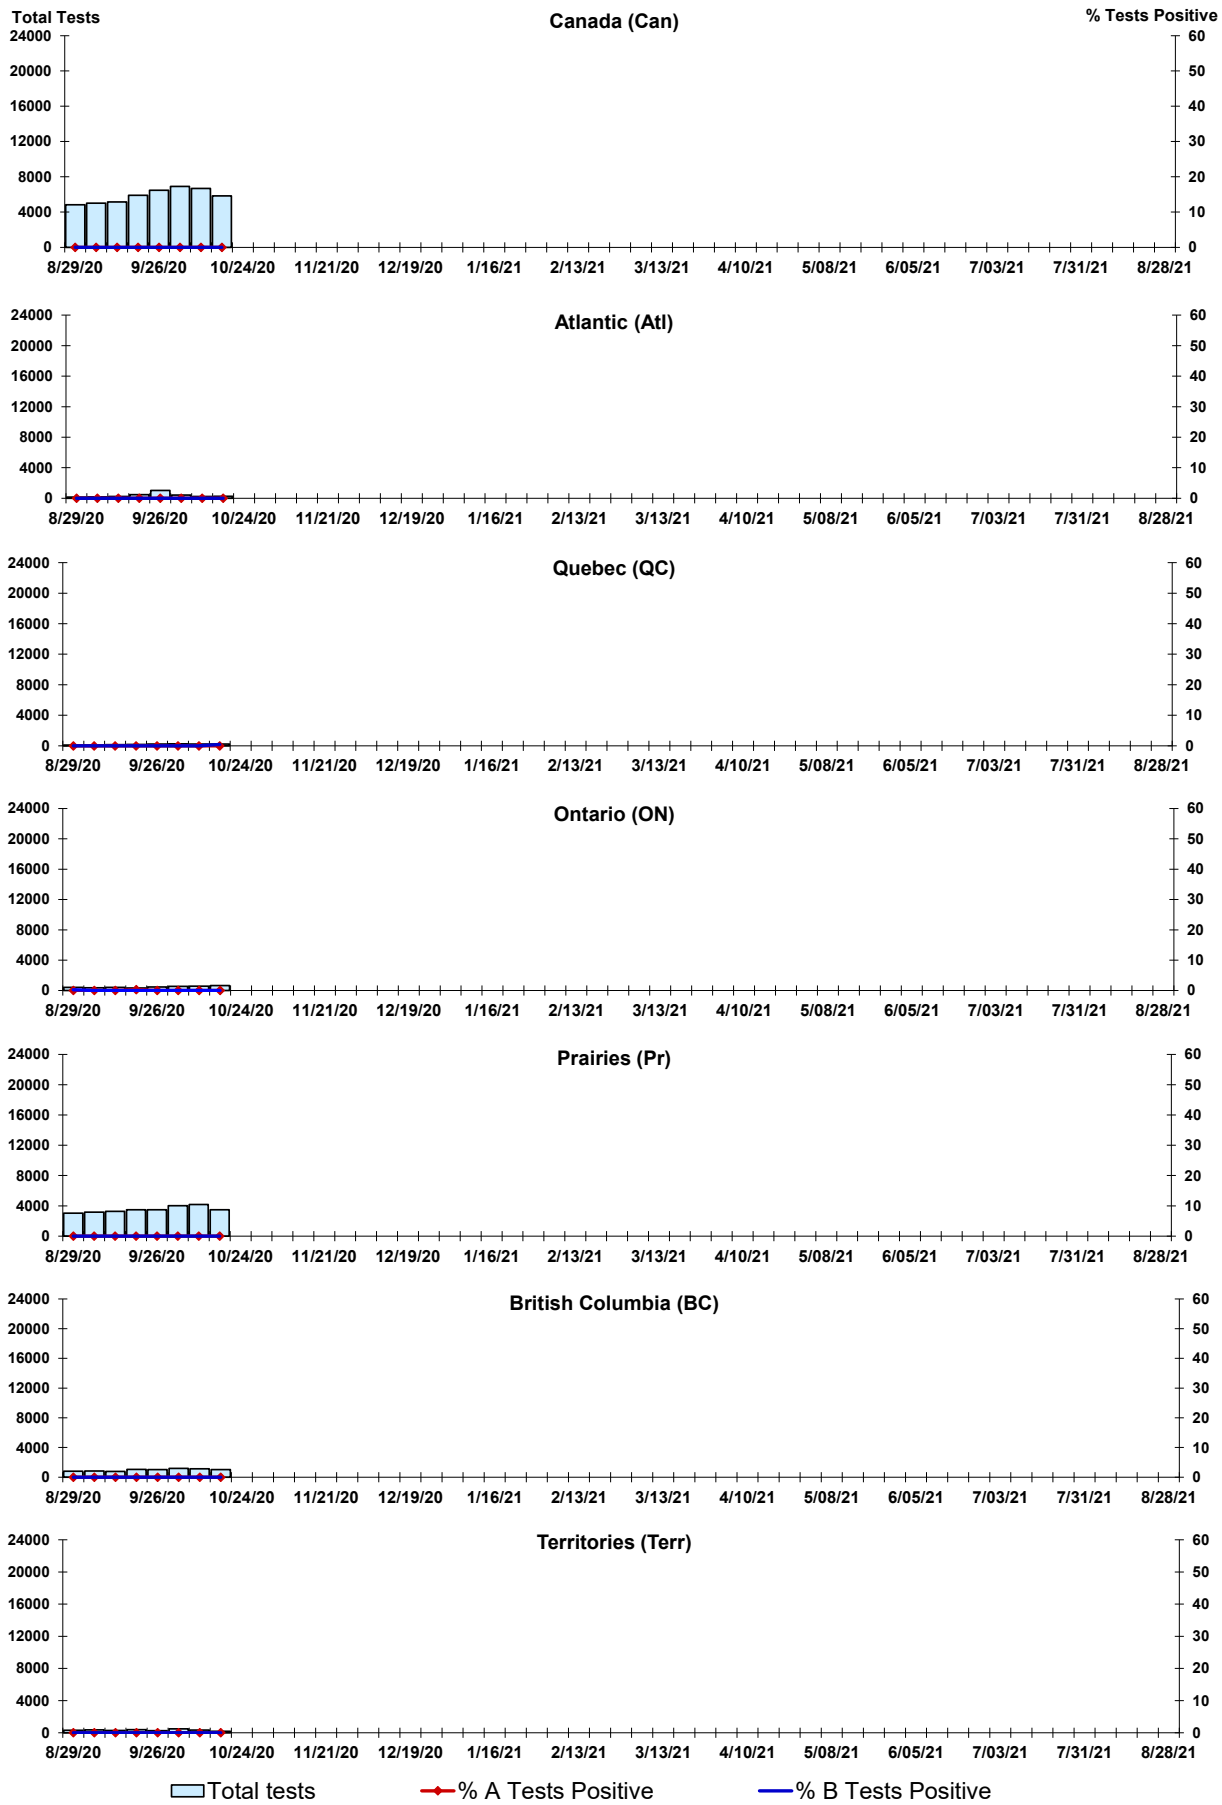 Total Tests
Canada (Can)
% Tests Positive
24000 60
20000 50
16000 40
12000 30
8000 20
4000 10
0 0
8/29/20 9/26/20 10/24/20 11/21/20 12/19/20 1/16/21 2/13/21 3/13/21 4/10/21 5/08/21 6/05/21 7/03/21 7/31/21 8/28/21
Atlantic (Atl)
24000 60
20000 50
16000 40
12000 30
8000 20
4000 10
0 0
8/29/20 9/26/20 10/24/20 11/21/20 12/19/20 1/16/21 2/13/21 3/13/21 4/10/21 5/08/21 6/05/21 7/03/21 7/31/21 8/28/21
Quebec (QC)
24000 60
20000 50
16000 40
12000 30
8000 20
4000 10
0 0
8/29/20 9/26/20 10/24/20 11/21/20 12/19/20 1/16/21 2/13/21 3/13/21 4/10/21 5/08/21 6/05/21 7/03/21 7/31/21 8/28/21
Ontario (ON)
24000 60
20000 50
16000 40
12000 30
8000 20
4000 10
0 0
8/29/20 9/26/20 10/24/20 11/21/20 12/19/20 1/16/21 2/13/21 3/13/21 4/10/21 5/08/21 6/05/21 7/03/21 7/31/21 8/28/21
Prairies (Pr)
24000 60
20000 50
16000 40
12000 30
8000 20
4000 10
0 0
8/29/20 9/26/20 10/24/20 11/21/20 12/19/20 1/16/21 2/13/21 3/13/21 4/10/21 5/08/21 6/05/21 7/03/21 7/31/21 8/28/21
British Columbia (BC)
24000 60
20000 50
16000 40
12000 30
8000 20
4000 10
0 0
8/29/20 9/26/20 10/24/20 11/21/20 12/19/20 1/16/21 2/13/21 3/13/21 4/10/21 5/08/21 6/05/21 7/03/21 7/31/21 8/28/21
Territories (Terr)
24000 60
20000 50
16000 40
12000 30
8000 20
4000 10
0 0
8/29/20 9/26/20 10/24/20 11/21/20 12/19/20 1/16/21 2/13/21 3/13/21 4/10/21 5/08/21 6/05/21 7/03/21 7/31/21 8/28/21
Total tests % A Tests Positive % B Tests Positive